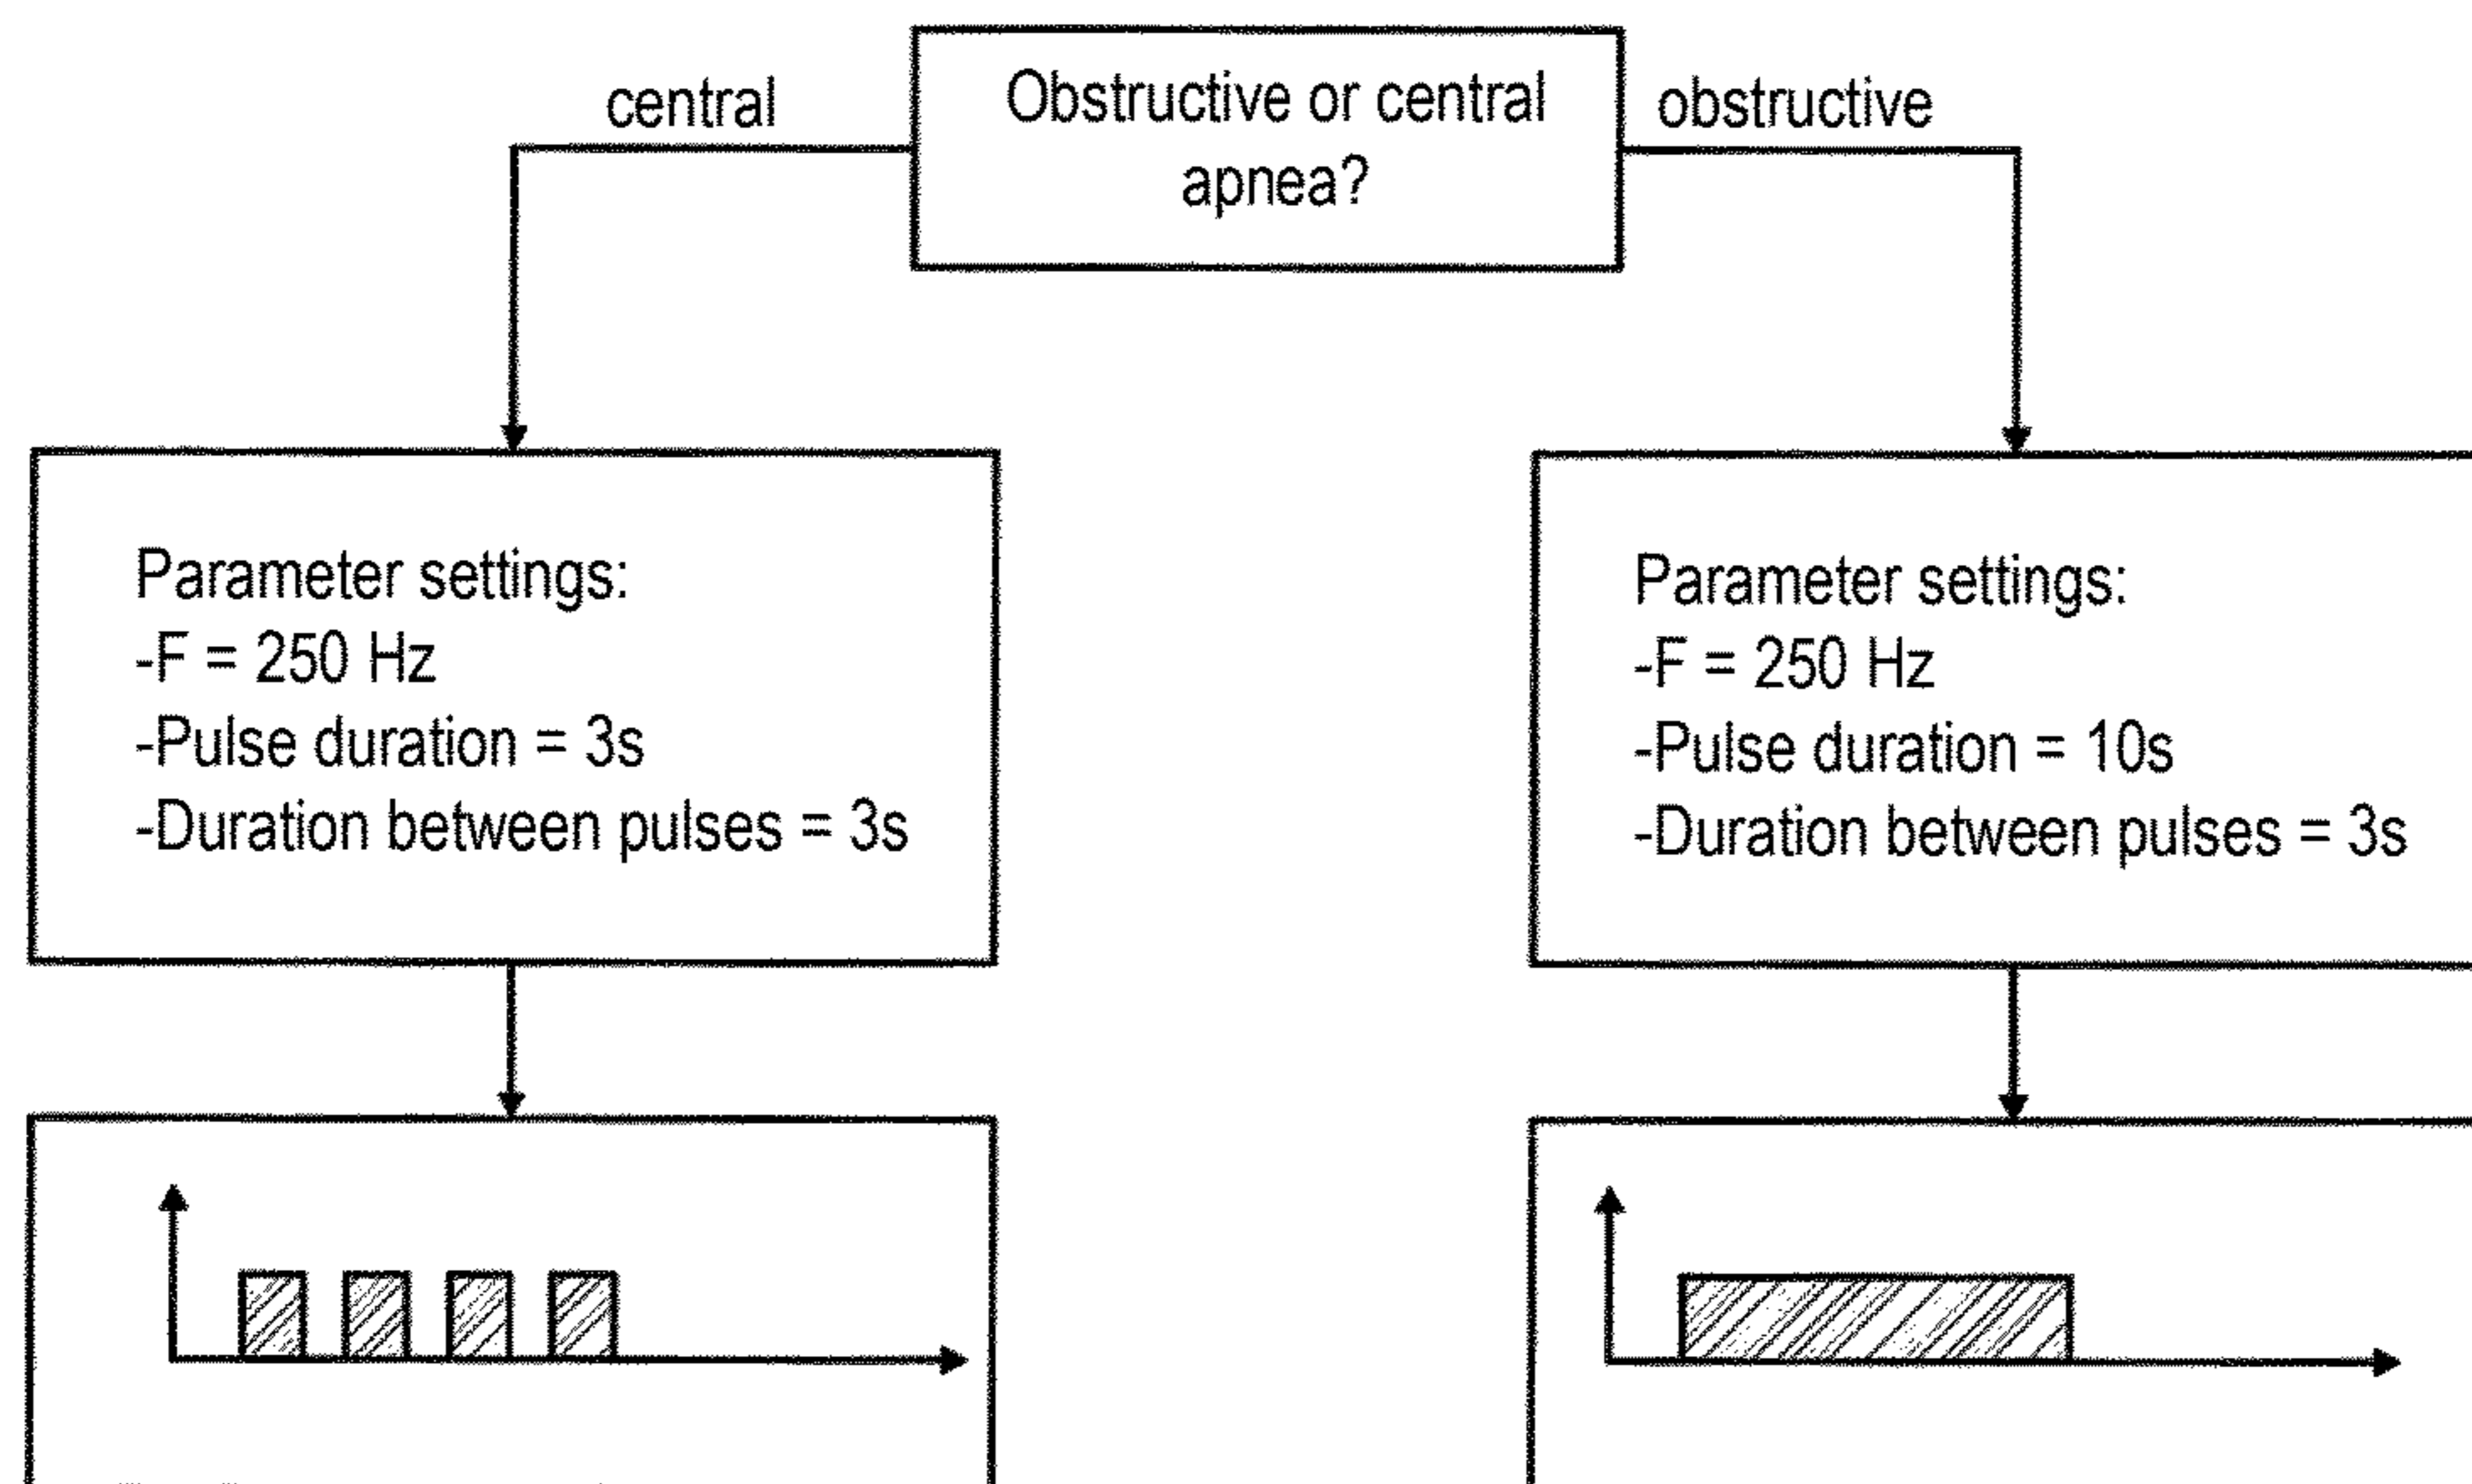 central
Obstructive or central
apnea?
obstructive
Parameter settings:
-F = 250 Hz
-Pulse duration = 3s
-Duration between pulses = 3s
Parameter settings:
-F = 250 Hz
-Pulse duration = 10s
-Duration between pulses = 3s